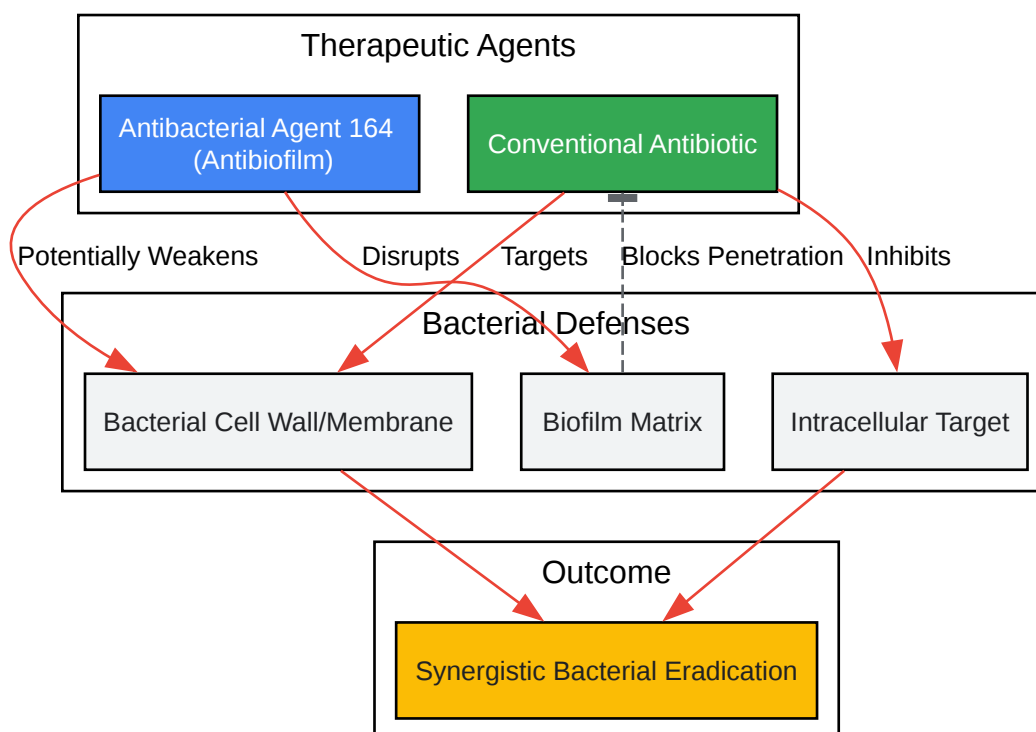 Therapeutic Agents
Antibacterial Agent 164
(Antibiofilm)
Conventional Antibiotic
Potentially Weakens
Disrupts
Targets
Blocks Penetration
Inhibits
Bacterial Defenses
Bacterial Cell Wall/Membrane
Biofilm Matrix
Intracellular Target
Outcome
Synergistic Bacterial Eradication